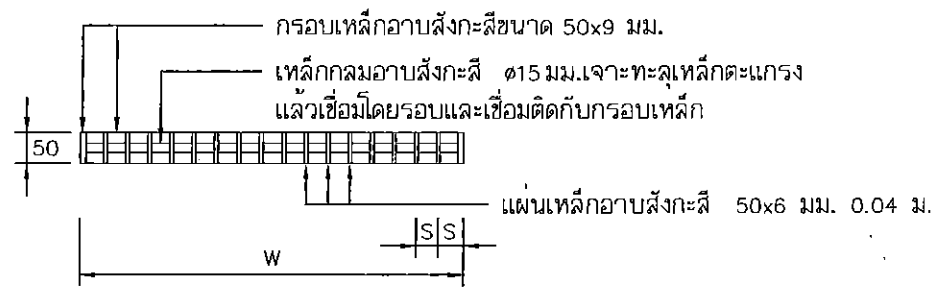 กรอบเหล็กอาบสังกะสีขนาด 50x9 มม.
เหล็กกลมอาบสังกะสี ø15 มม.เจาะทะลุเหล็กตะแกรง
แล้วเชื่อมโดยรอบและเชื่อมติดกับกรอบเหล็ก
50
แผ่นเหล็กอาบสังกะสี 50x6 มม. 0.04 ม.
S S
W